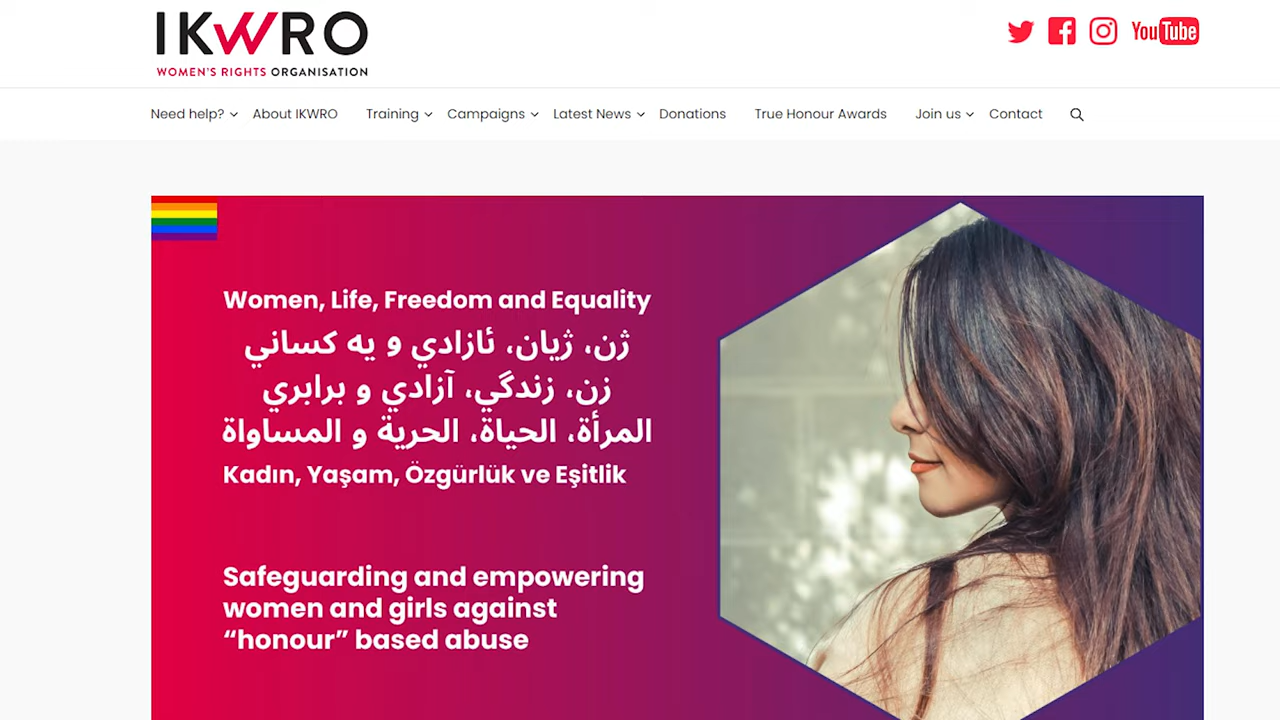 IKWRO
WOMEN'S RIGHTS ORGANISATION
YouTube
Need help? About IKWRO Training Campaigns Latest News Donations True Honour Awards Join us Contact
Women, Life, Freedom and Equality
ژن، ژیان، ئازادي و یه کساني
زن، زندگي، آزادي و برابري
المرأة، الحياة، الحرية و المساواة
Kadın, Yaşam, Özgürlük ve Eşitlik
Safeguarding and empowering
women and girls against
“honour” based abuse